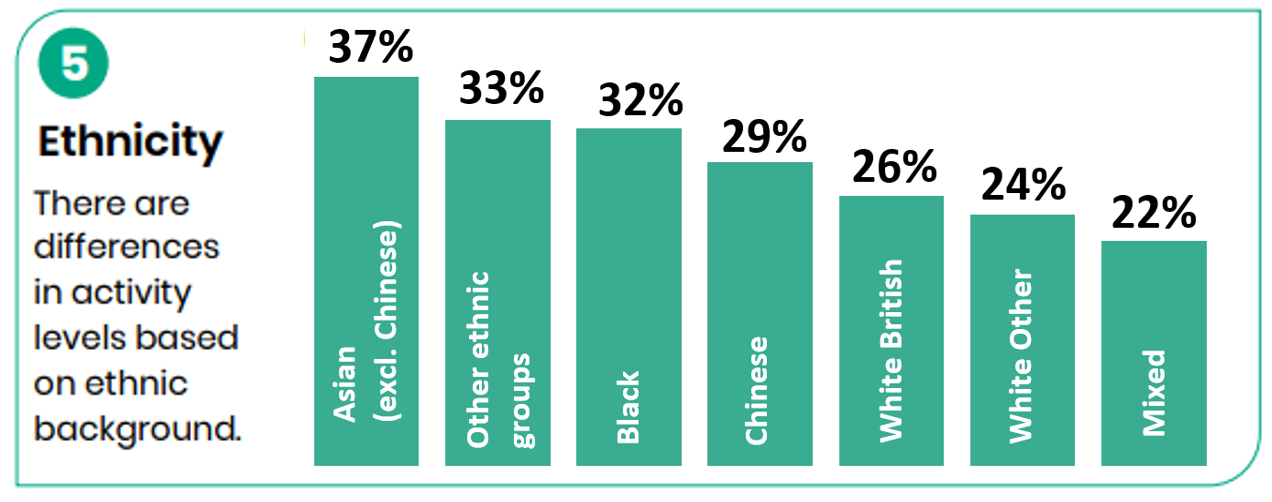 5
Ethnicity
There are
differences
in activity
levels based
on ethnic
background.
37%
33%
32%
29%
26%
24%
22%
Asian
(excl. Chinese)
Other ethnic
groups
Black
Chinese
White British
White Other
Mixed